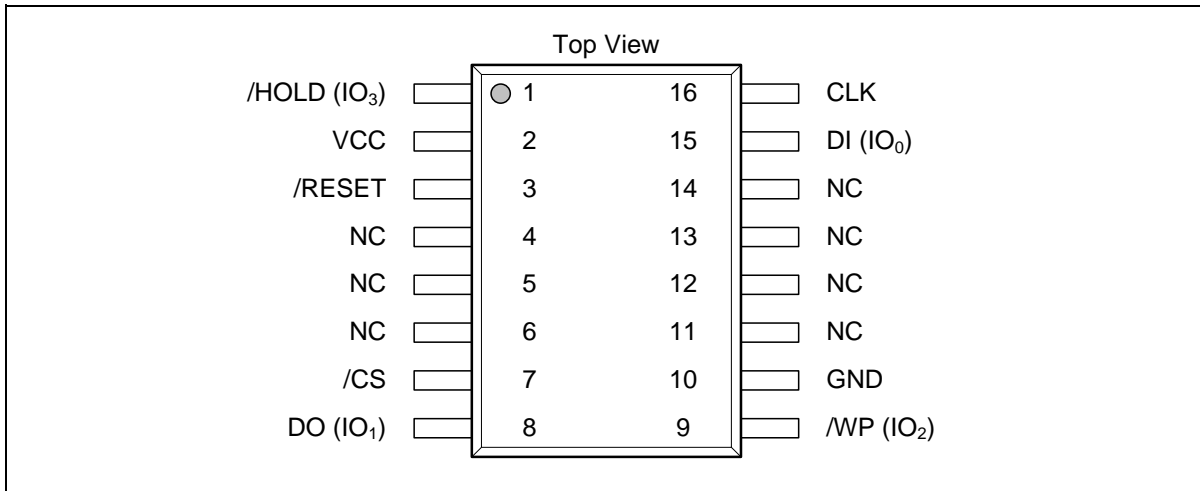 Top View
/HOLD (IO₃) 1 16 CLK
VCC 2 15 DI (IO₀)
/RESET 3 14 NC
NC 4 13 NC
NC 5 12 NC
NC 6 11 NC
/CS 7 10 GND
DO (IO₁) 8 9 /WP (IO₂)